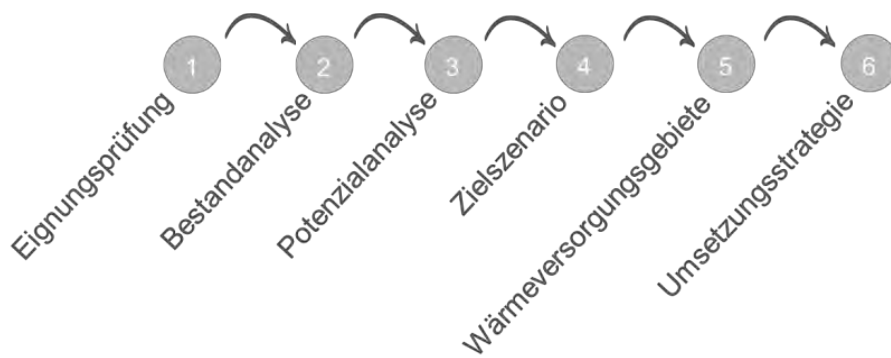 1
Eignungsprüfung
2
Bestandanalyse
3
Potenzialanalyse
4
Zielszenario
5
Wärmeversorgungsgebiete
6
Umsetzungsstrategie